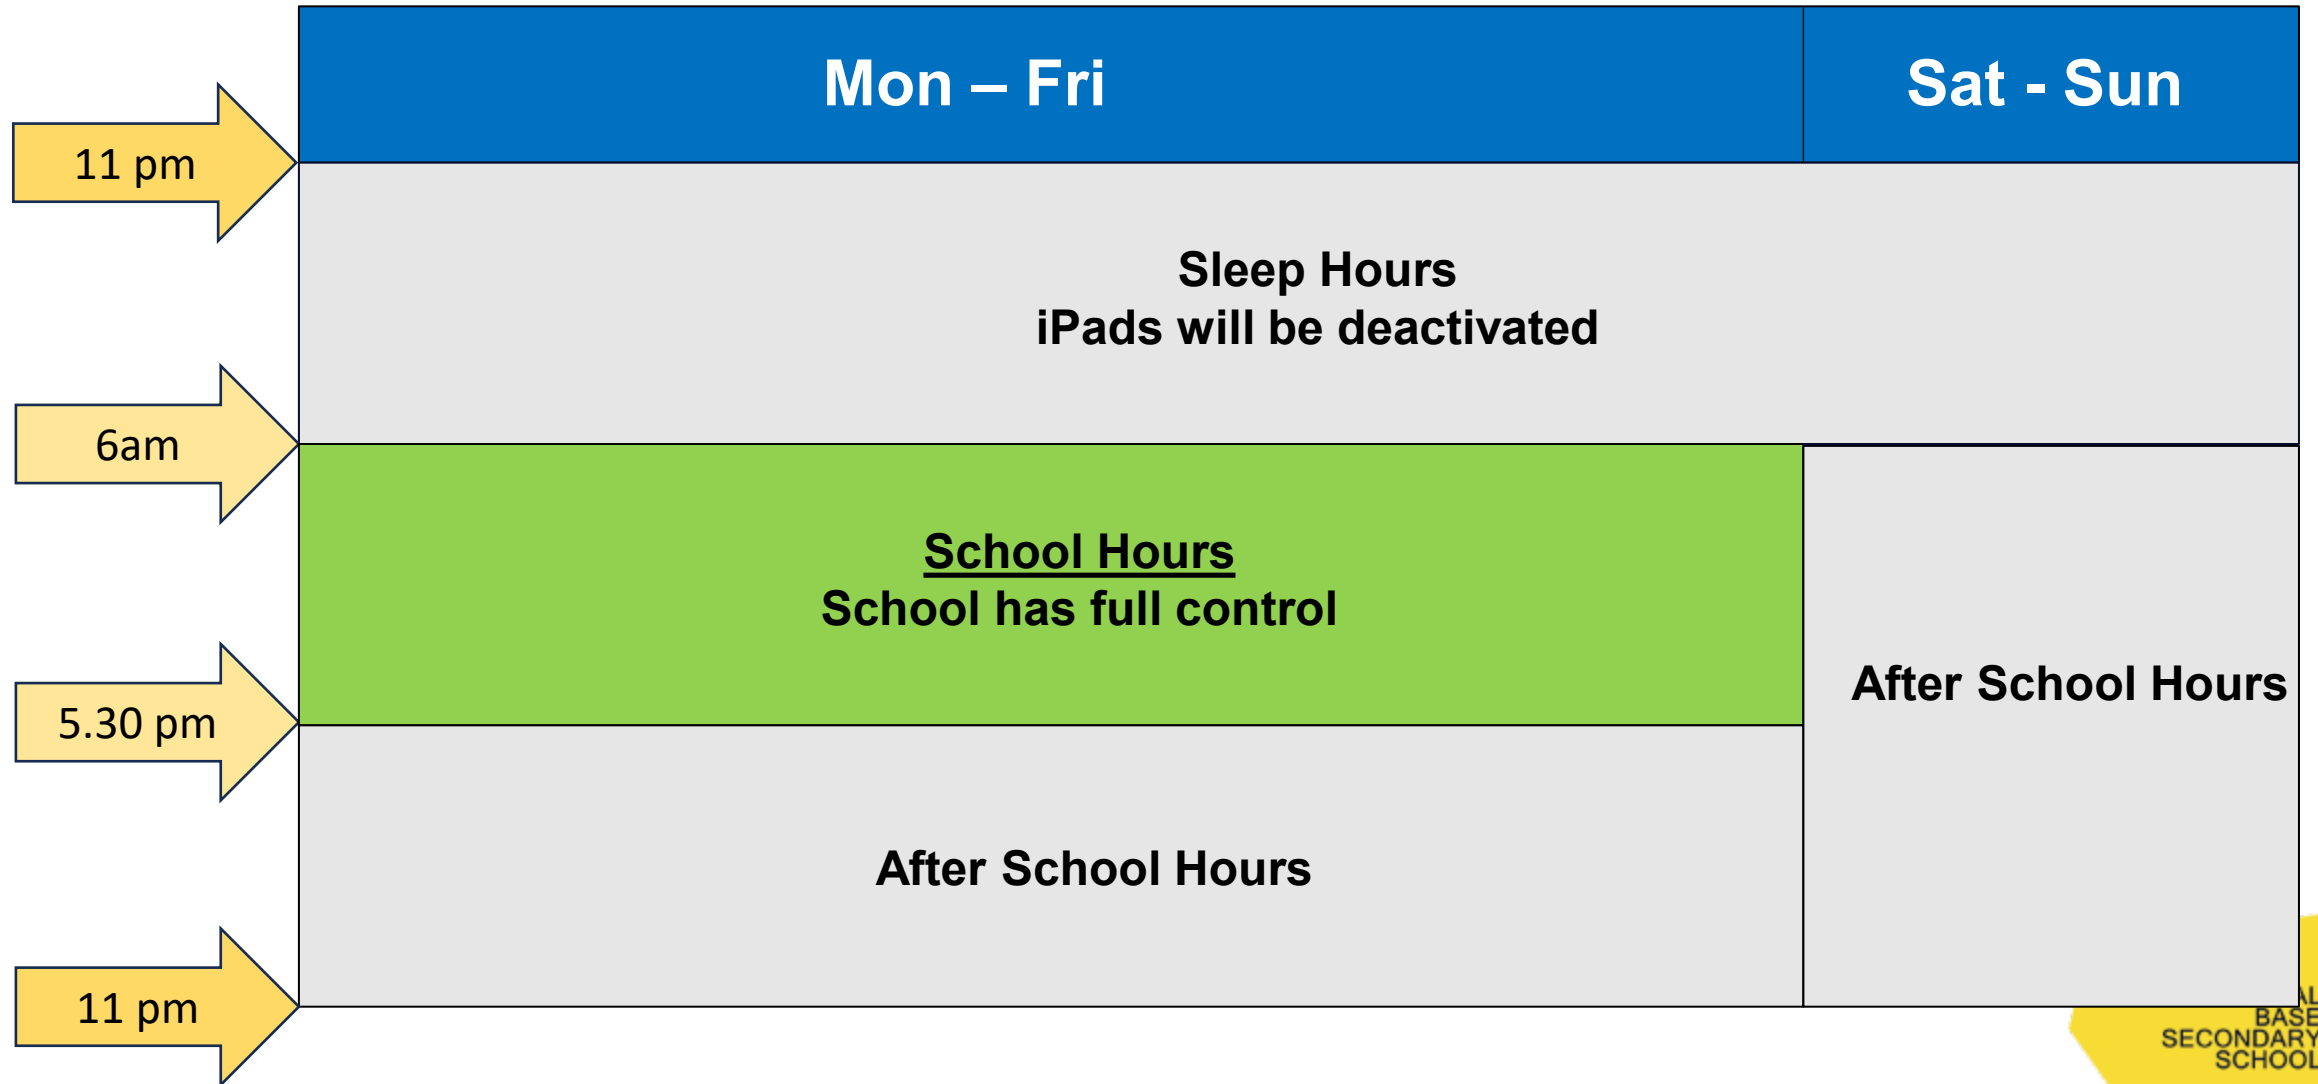 Mon – Fri
Sat - Sun
11 pm
Sleep Hours
iPads will be deactivated
6am
School Hours
School has full control
After School Hours
5.30 pm
After School Hours
11 pm
BASE
SECONDARY
SCHOOL